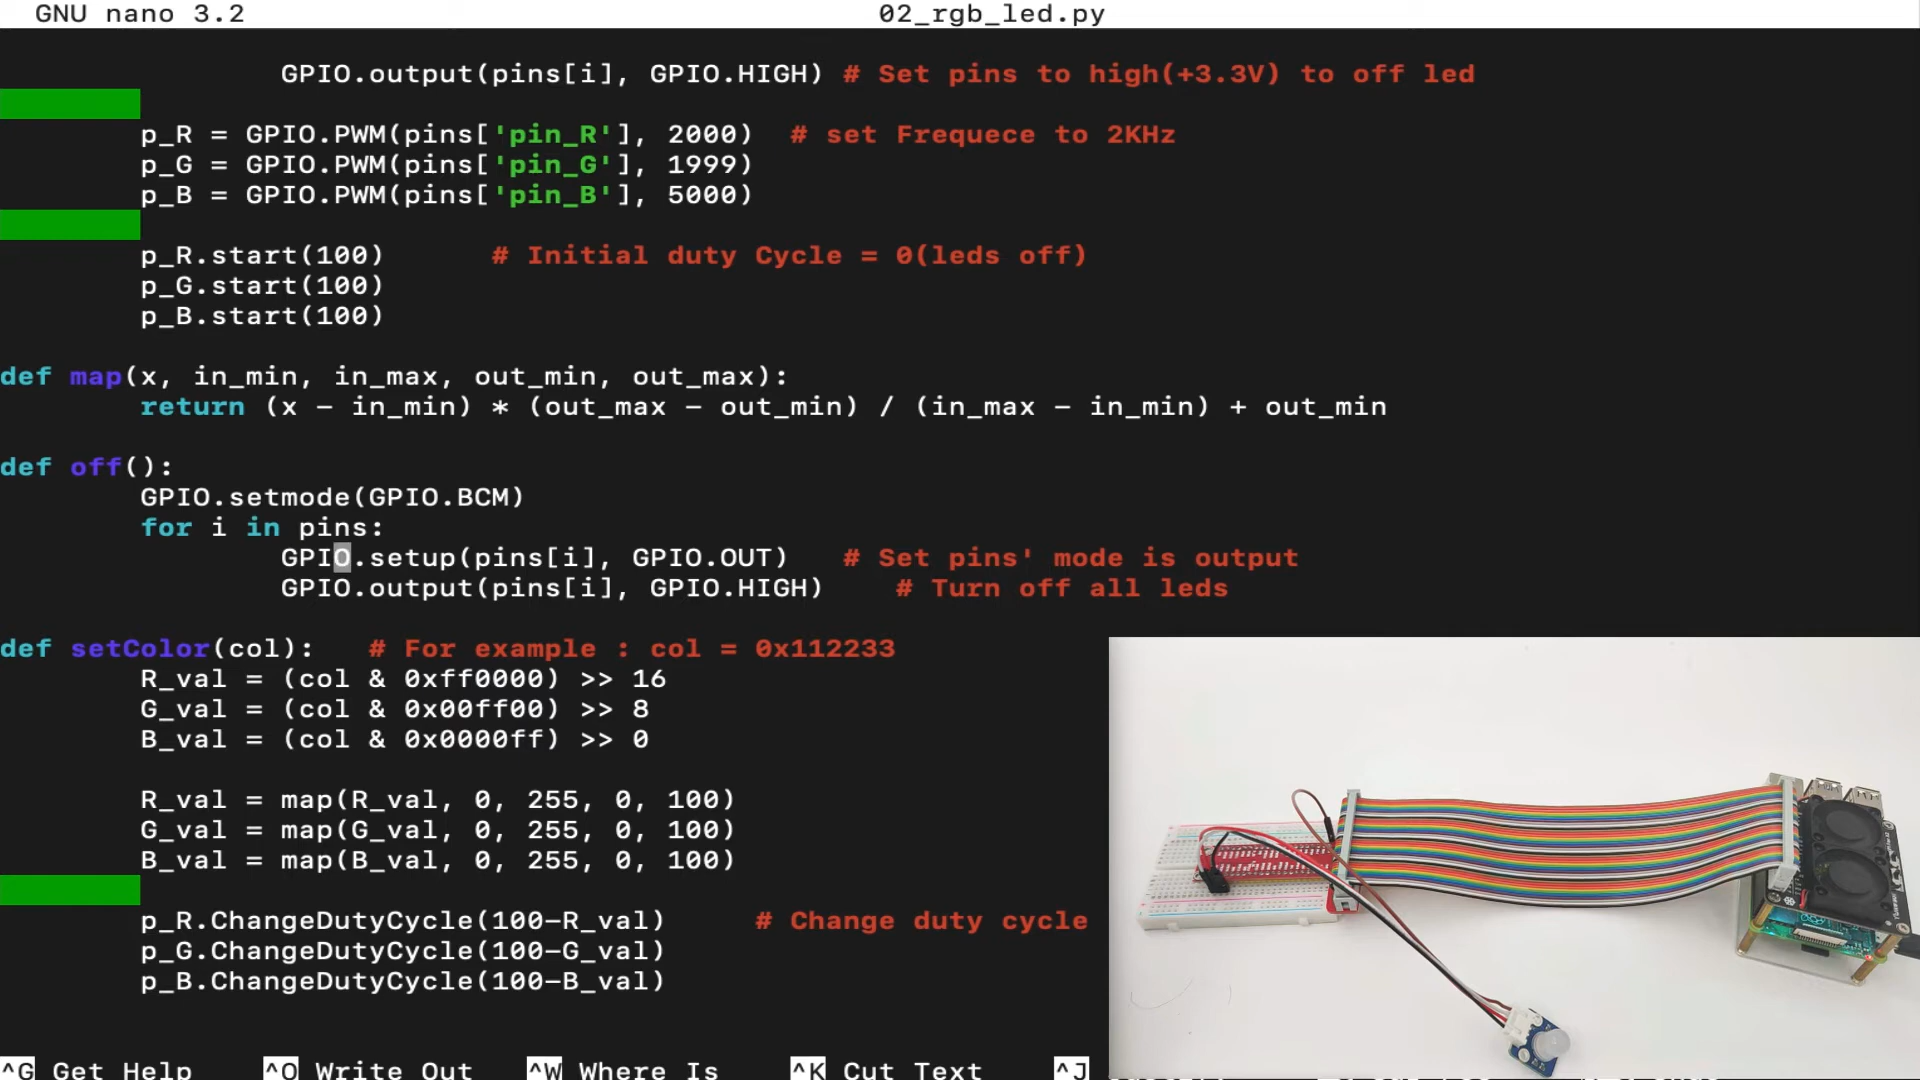 GNU nano 3.2 02_rgb_led.py
GPIO.output(pins[i], GPIO.HIGH) # Set pins to high(+3.3V) to off led
p_R = GPIO.PWM(pins['pin_R'], 2000)  # set Frequece to 2KHz
p_G = GPIO.PWM(pins['pin_G'], 1999)
p_B = GPIO.PWM(pins['pin_B'], 5000)
p_R.start(100)      # Initial duty Cycle = 0(leds off)
p_G.start(100)
p_B.start(100)
def map(x, in_min, in_max, out_min, out_max):
return (x - in_min) * (out_max - out_min) / (in_max - in_min) + out_min
def off():
GPIO.setmode(GPIO.BCM)
for i in pins:
GPIO.setup(pins[i], GPIO.OUT)   # Set pins' mode is output
GPIO.output(pins[i], GPIO.HIGH)    # Turn off all leds
def setColor(col):   # For example : col = 0x112233
R_val = (col & 0xff0000) >> 16
G_val = (col & 0x00ff00) >> 8
B_val = (col & 0x0000ff) >> 0
R_val = map(R_val, 0, 255, 0, 100)
G_val = map(G_val, 0, 255, 0, 100)
B_val = map(B_val, 0, 255, 0, 100)
p_R.ChangeDutyCycle(100-R_val)     # Change duty cycle
p_G.ChangeDutyCycle(100-G_val)
p_B.ChangeDutyCycle(100-B_val)
^G Get Help ^O Write Out ^W Where Is ^K Cut Text ^J